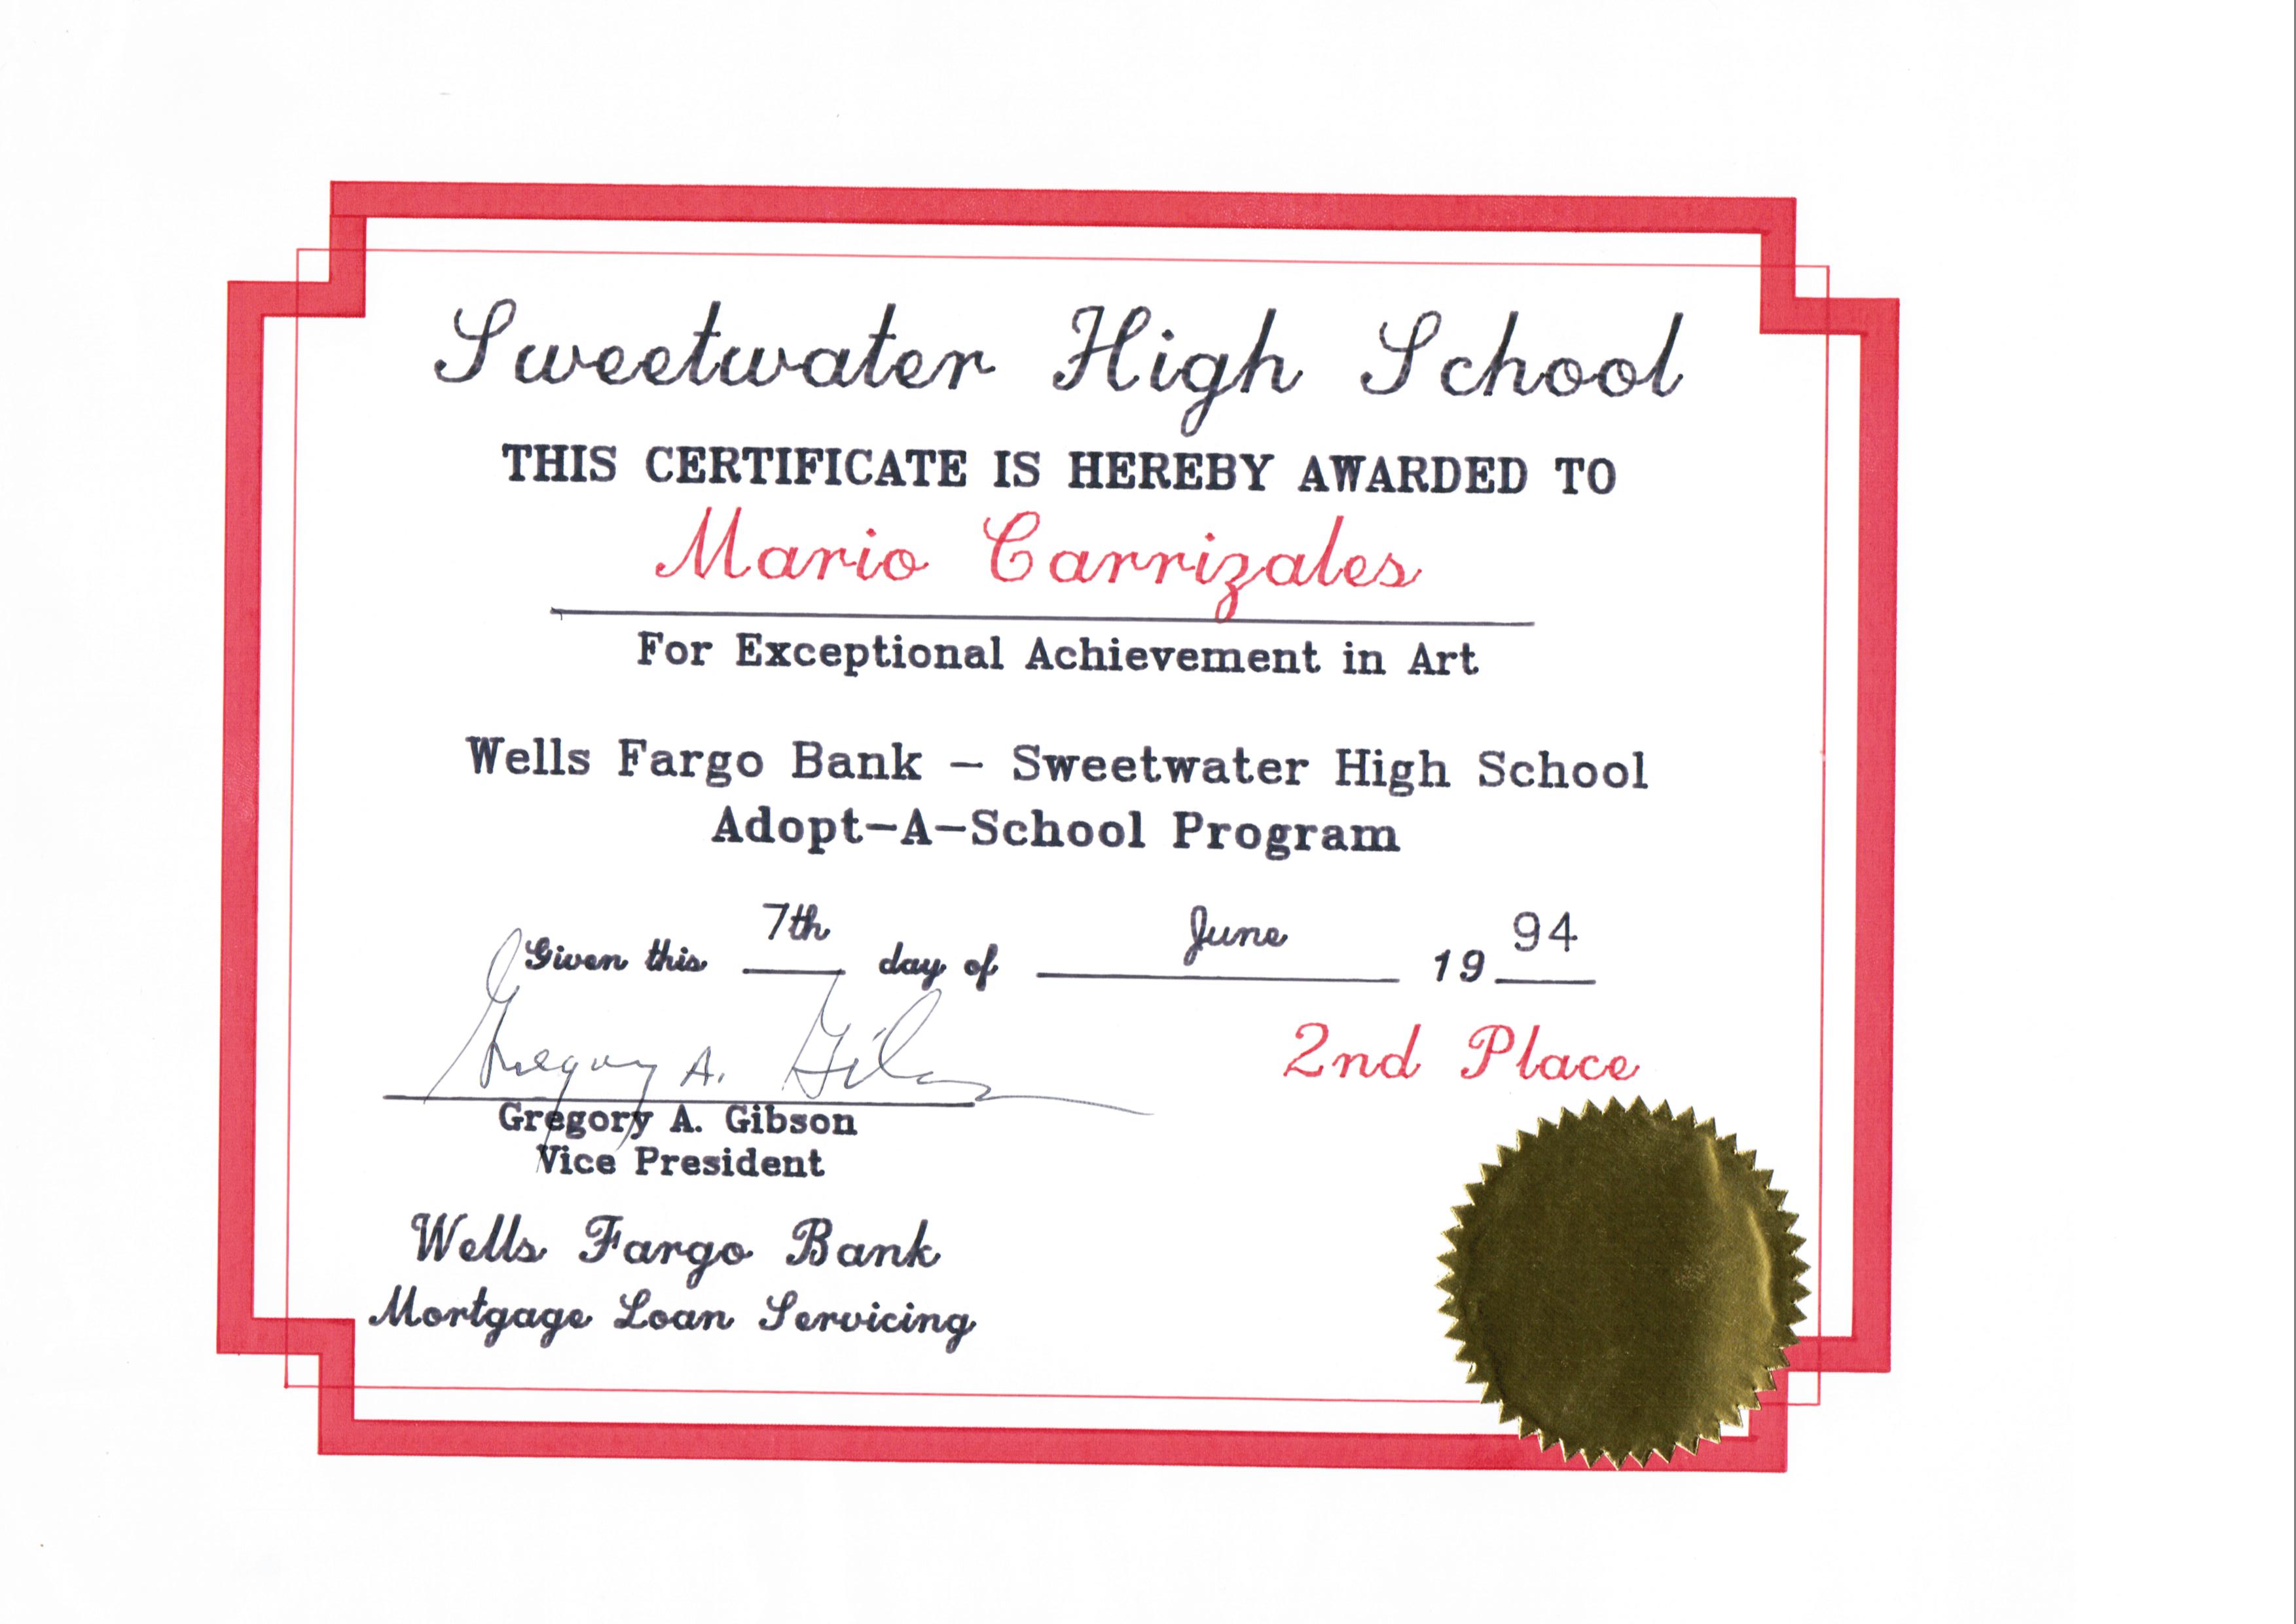 Sweetwater High School
THIS CERTIFICATE IS HEREBY AWARDED TO
Mario Carrizales
For Exceptional Achievement in Art
Wells Fargo Bank – Sweetwater High School
Adopt-A-School Program
Given this 7th day of June 19 94
Gregory A. Gibson
2nd Place
Gregory A. Gibson
Vice President
Wells Fargo Bank
Mortgage Loan Servicing